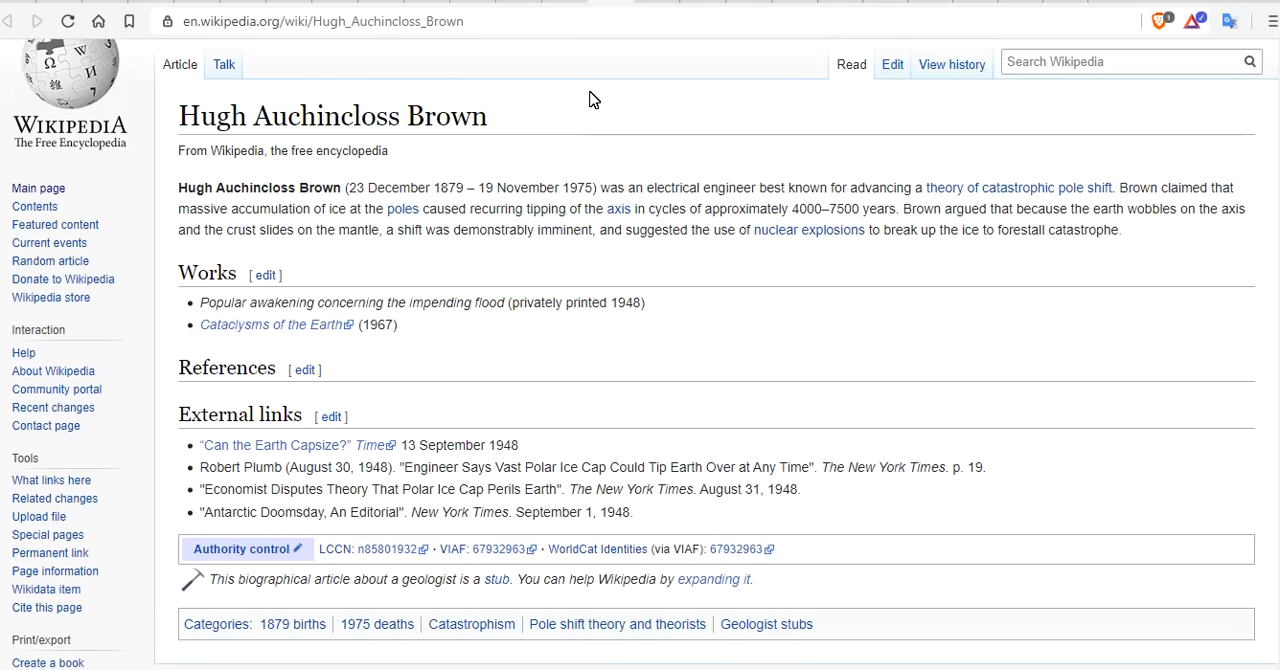 en.wikipedia.org/wiki/Hugh_Auchincloss_Brown
1
WIKIPEDIA
The Free Encyclopedia
Main page
Contents
Featured content
Current events
Random article
Donate to Wikipedia
Wikipedia store
Interaction
Help
About Wikipedia
Community portal
Recent changes
Contact page
Tools
What links here
Related changes
Upload file
Special pages
Permanent link
Page information
Wikidata item
Cite this page
Print/export
Create a book
Article Talk Read Edit View history Search Wikipedia
Hugh Auchincloss Brown
From Wikipedia, the free encyclopedia
Hugh Auchincloss Brown (23 December 1879 – 19 November 1975) was an electrical engineer best known for advancing a theory of catastrophic pole shift. Brown claimed that
massive accumulation of ice at the poles caused recurring tipping of the axis in cycles of approximately 4000–7500 years. Brown argued that because the earth wobbles on the axis
and the crust slides on the mantle, a shift was demonstrably imminent, and suggested the use of nuclear explosions to break up the ice to forestall catastrophe.
Works [ edit ]
• Popular awakening concerning the impending flood (privately printed 1948)
• Cataclysms of the Earth (1967)
References [ edit ]
External links [ edit ]
• “Can the Earth Capsize?” Time 13 September 1948
• Robert Plumb (August 30, 1948). "Engineer Says Vast Polar Ice Cap Could Tip Earth Over at Any Time". The New York Times. p. 19.
• "Economist Disputes Theory That Polar Ice Cap Perils Earth". The New York Times. August 31, 1948.
• "Antarctic Doomsday, An Editorial". New York Times. September 1, 1948.
Authority control LCCN: n85801932 · VIAF: 67932963 · WorldCat Identities (via VIAF): 67932963
This biographical article about a geologist is a stub. You can help Wikipedia by expanding it.
Categories: 1879 births | 1975 deaths | Catastrophism | Pole shift theory and theorists | Geologist stubs